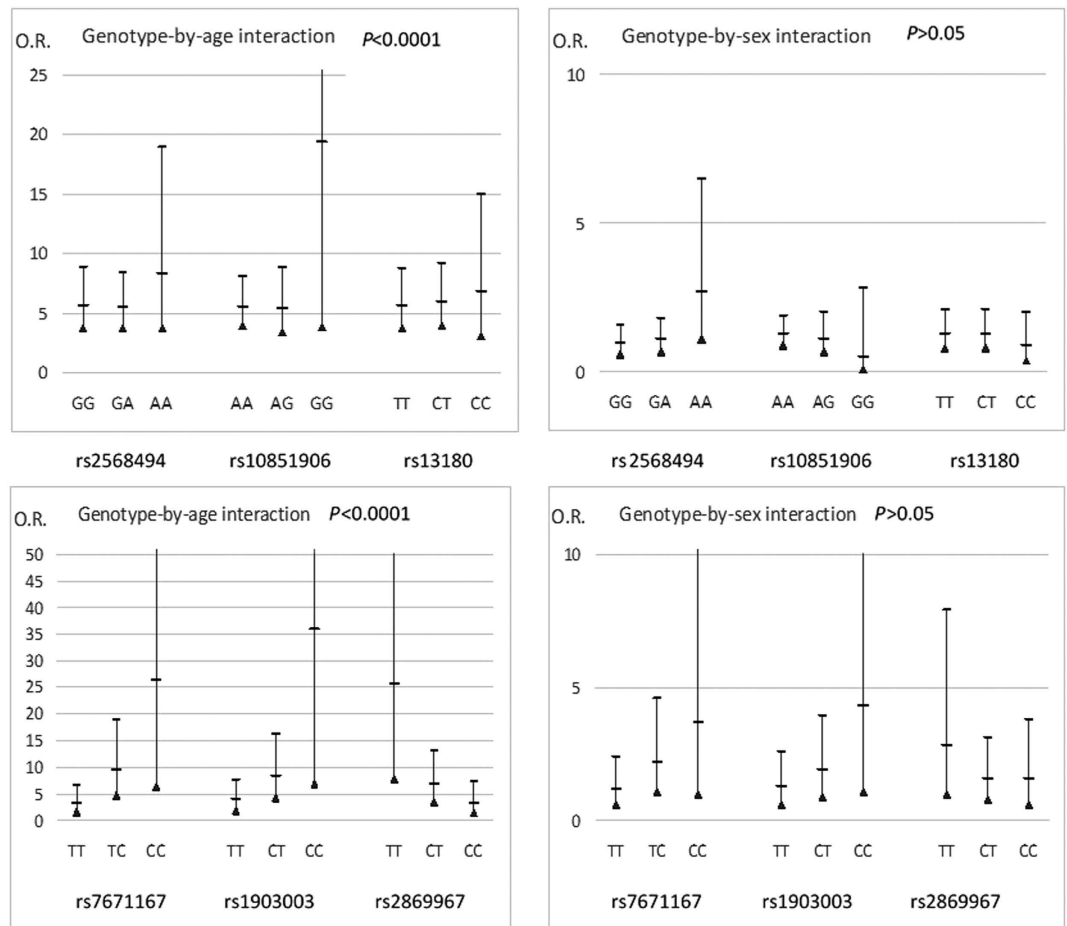 O.R. Genotype-by-age interaction P<0.0001
25
20
15
10
5
0
GG GA AA AA AG GG TT CT CC
rs2568494 rs10851906 rs13180
O.R. Genotype-by-sex interaction P>0.05
10
5
0
GG GA AA AA AG GG TT CT CC
rs2568494 rs10851906 rs13180
O.R. Genotype-by-age interaction P<0.0001
50
45
40
35
30
25
20
15
10
5
0
TT TC CC TT CT CC TT CT CC
rs7671167 rs1903003 rs2869967
O.R. Genotype-by-sex interaction P>0.05
10
5
0
TT TC CC TT CT CC TT CT CC
rs7671167 rs1903003 rs2869967